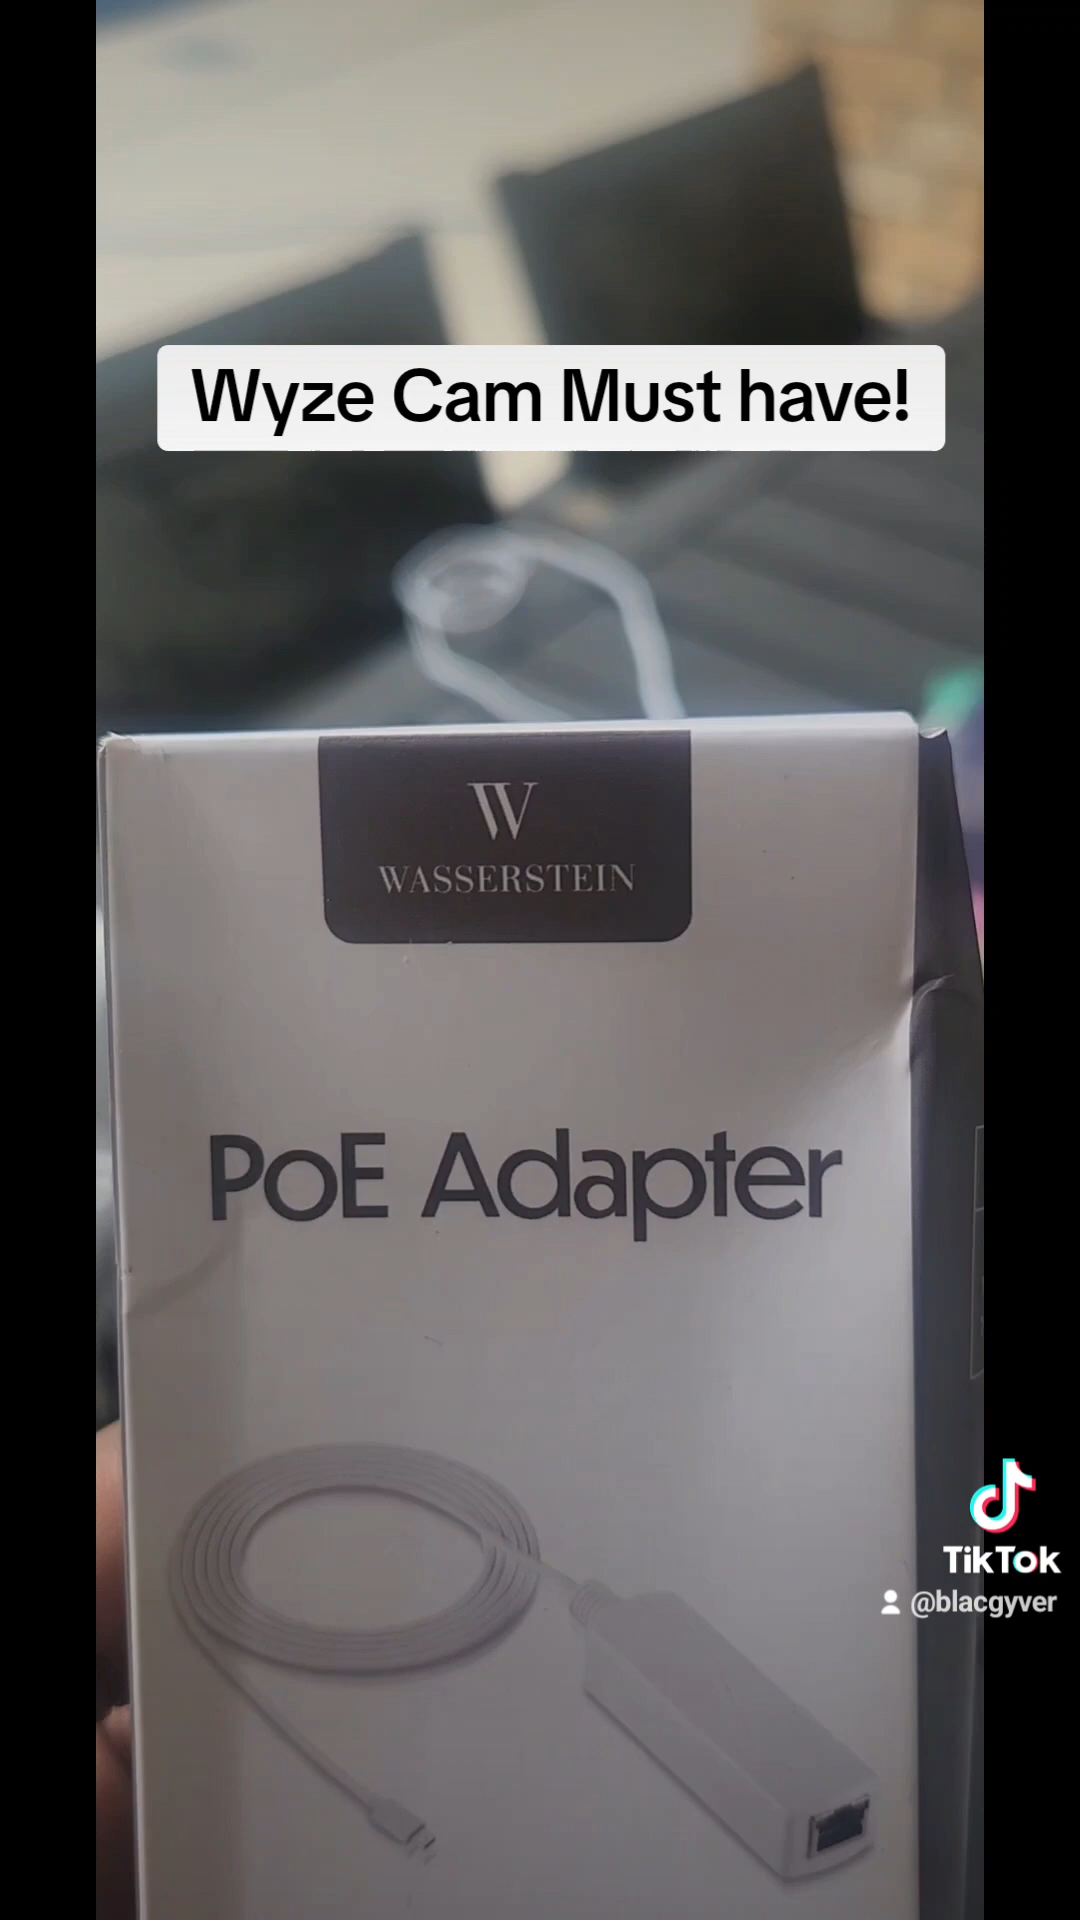 Wyze Cam Must have!
W
WASSERSTEIN
PoE Adapter
TikTok
@blacgyver